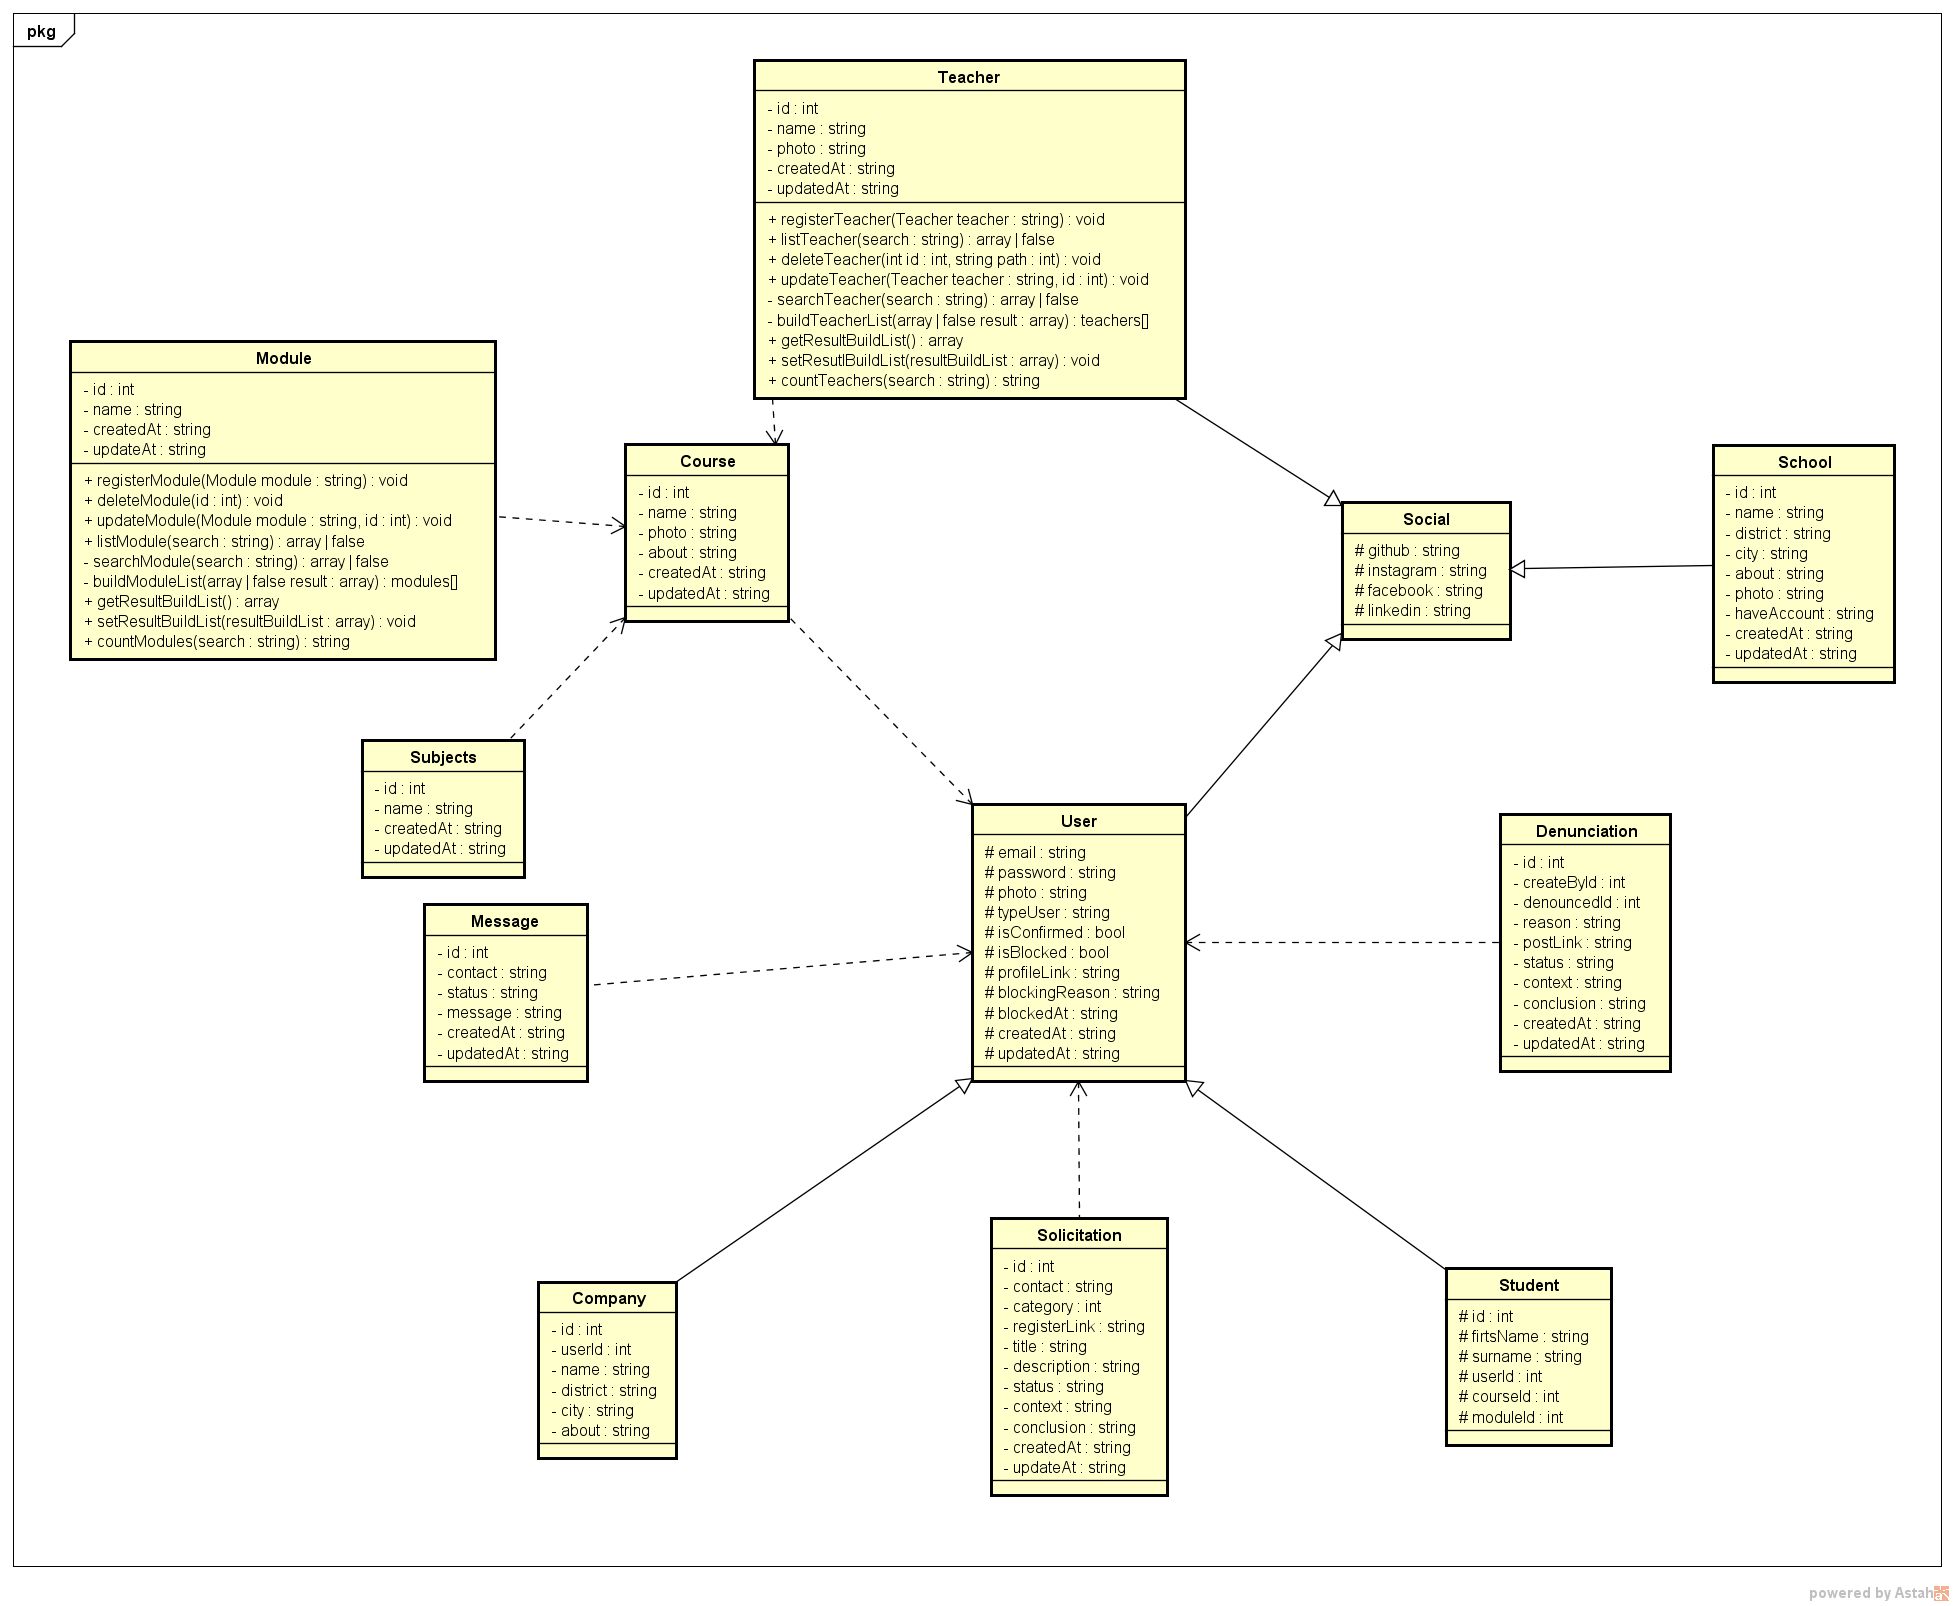 pkg
Teacher
- id : int
- name : string
- photo : string
- createdAt : string
- updatedAt : string
+ registerTeacher(Teacher teacher : string) : void
+ listTeacher(search : string) : array | false
+ deleteTeacher(int id : int, string path : int) : void
+ updateTeacher(Teacher teacher : string, id : int) : void
- searchTeacher(search : string) : array | false
- buildTeacherList(array | false result : array) : teachers[]
+ getResultBuildList() : array
+ setResutlBuildList(resultBuildList : array) : void
+ countTeachers(search : string) : string
Module
- id : int
- name : string
- createdAt : string
- updateAt : string
+ registerModule(Module module : string) : void
+ deleteModule(id : int) : void
+ updateModule(Module module : string, id : int) : void
+ listModule(search : string) : array | false
- searchModule(search : string) : array | false
- buildModuleList(array | false result : array) : modules[]
+ getResultBuildList() : array
+ setResultBuildList(resultBuildList : array) : void
+ countModules(search : string) : string
Course
- id : int
- name : string
- photo : string
- about : string
- createdAt : string
- updatedAt : string
Social
# github : string
# instagram : string
# facebook : string
# linkedin : string
School
- id : int
- name : string
- district : string
- city : string
- about : string
- photo : string
- haveAccount : string
- createdAt : string
- updatedAt : string
Subjects
- id : int
- name : string
- createdAt : string
- updatedAt : string
User
# email : string
# password : string
# photo : string
# typeUser : string
# isConfirmed : bool
# isBlocked : bool
# profileLink : string
# blockingReason : string
# blockedAt : string
# createdAt : string
# updatedAt : string
Denunciation
- id : int
- createById : int
- denouncedId : int
- reason : string
- postLink : string
- status : string
- context : string
- conclusion : string
- createdAt : string
- updatedAt : string
Message
- id : int
- contact : string
- status : string
- message : string
- createdAt : string
- updatedAt : string
Company
- id : int
- userId : int
- name : string
- district : string
- city : string
- about : string
Solicitation
- id : int
- contact : string
- category : int
- registerLink : string
- title : string
- description : string
- status : string
- context : string
- conclusion : string
- createdAt : string
- updateAt : string
Student
# id : int
# firtsName : string
# surname : string
# userId : int
# courseId : int
# moduleId : int
powered by Astah